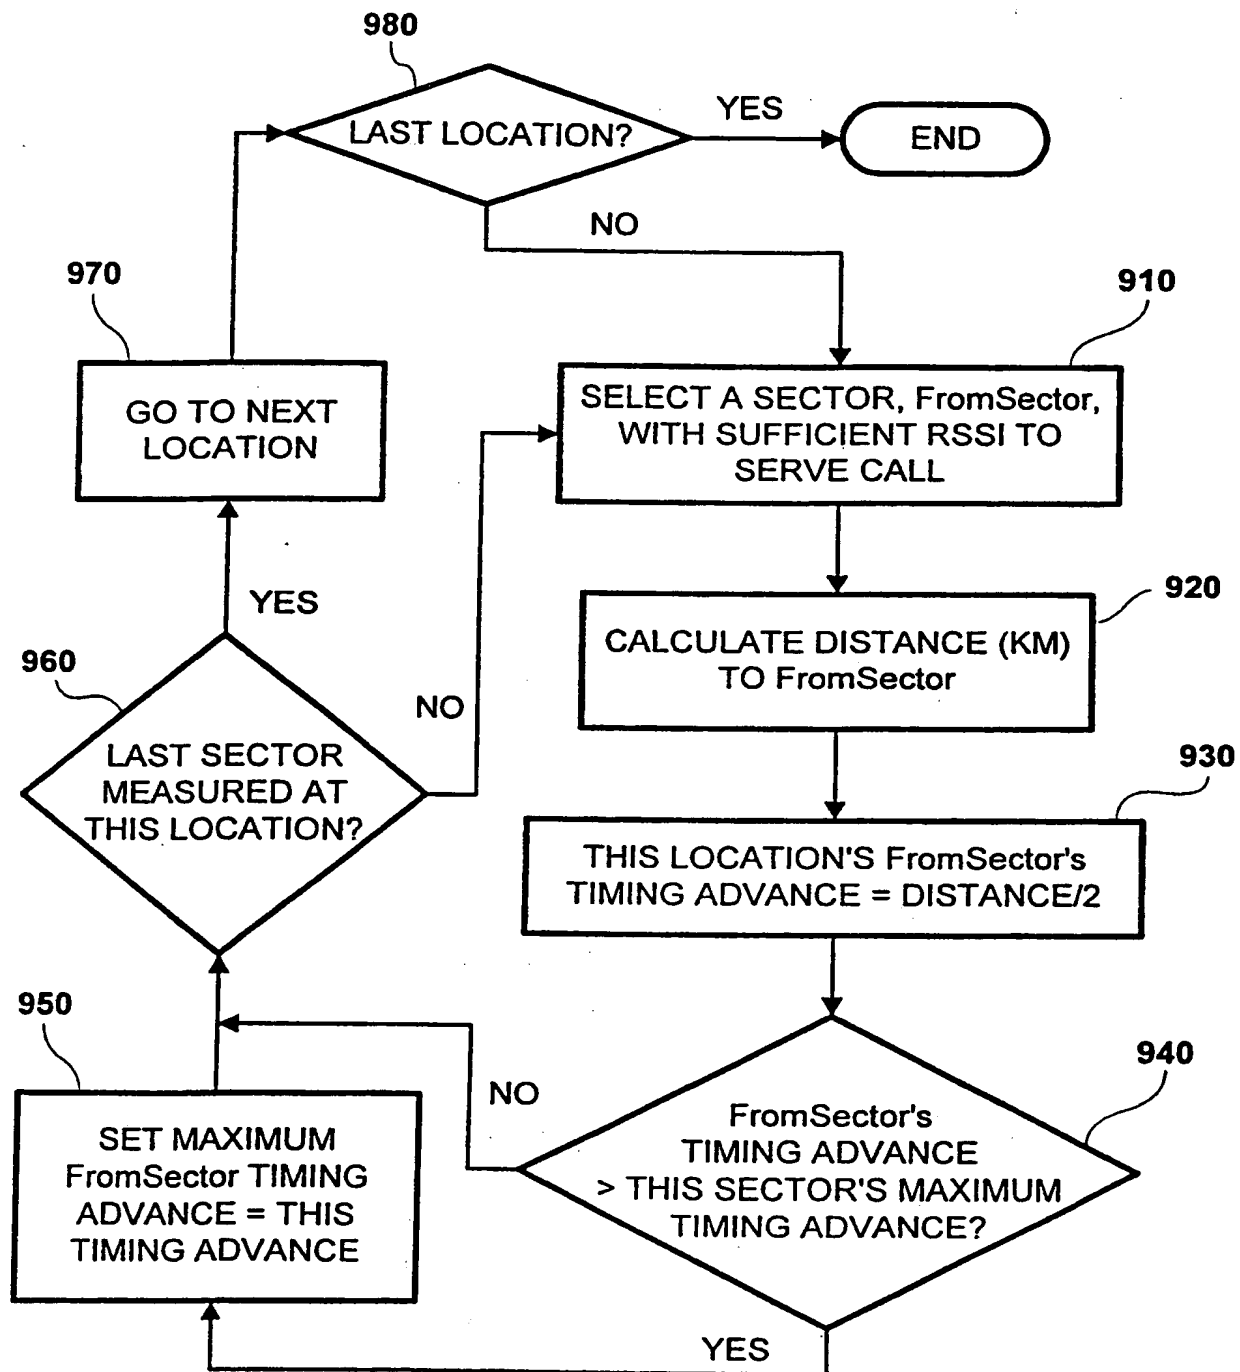 980
LAST LOCATION?
YES
END
NO
970
910
GO TO NEXT
LOCATION
SELECT A SECTOR, FromSector,
WITH SUFFICIENT RSSI TO
SERVE CALL
YES
920
960
NO
CALCULATE DISTANCE (KM)
TO FromSector
LAST SECTOR
MEASURED AT
THIS LOCATION?
930
THIS LOCATION'S FromSector's
TIMING ADVANCE = DISTANCE/2
950
940
NO
SET MAXIMUM
FromSector TIMING
ADVANCE = THIS
TIMING ADVANCE
FromSector's
TIMING ADVANCE
> THIS SECTOR'S MAXIMUM
TIMING ADVANCE?
YES